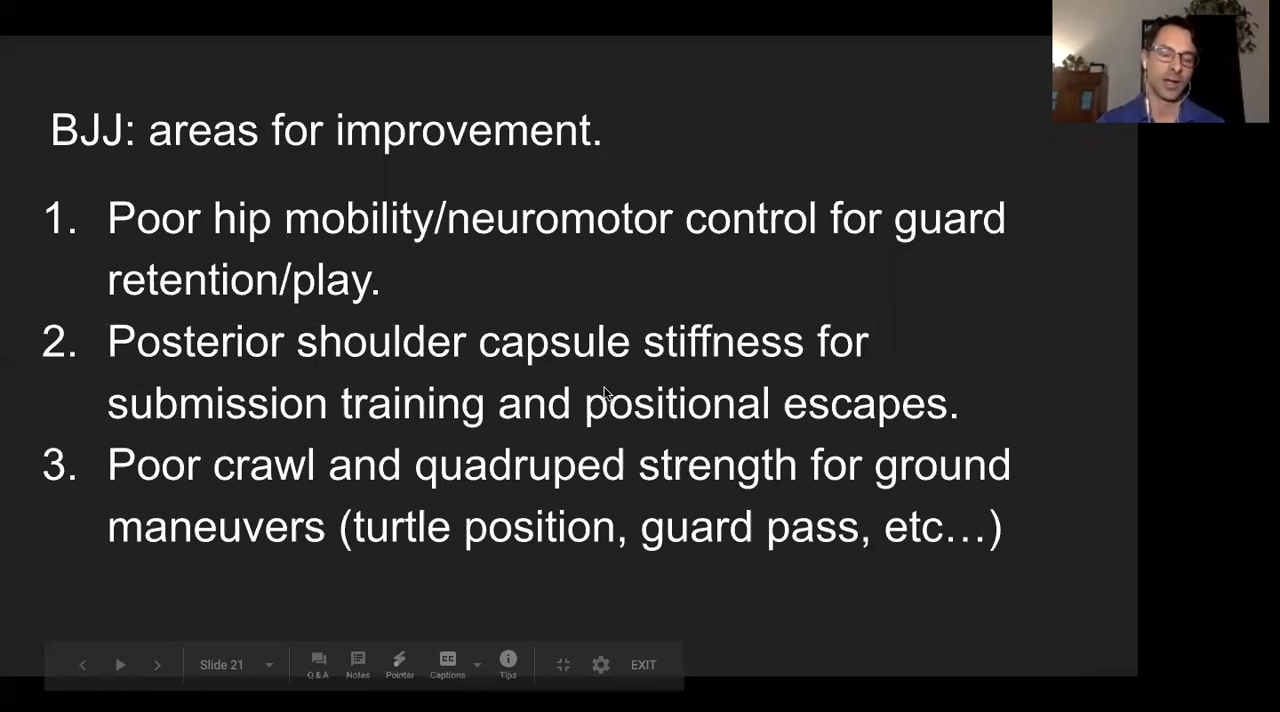 BJJ: areas for improvement.
1. Poor hip mobility/neuromotor control for guard
retention/play.
2. Posterior shoulder capsule stiffness for
submission training and positional escapes.
3. Poor crawl and quadruped strength for ground
maneuvers (turtle position, guard pass, etc…)
Slide 21
Q & A
Notes
Pointer
CC
Captions
Tips
EXIT